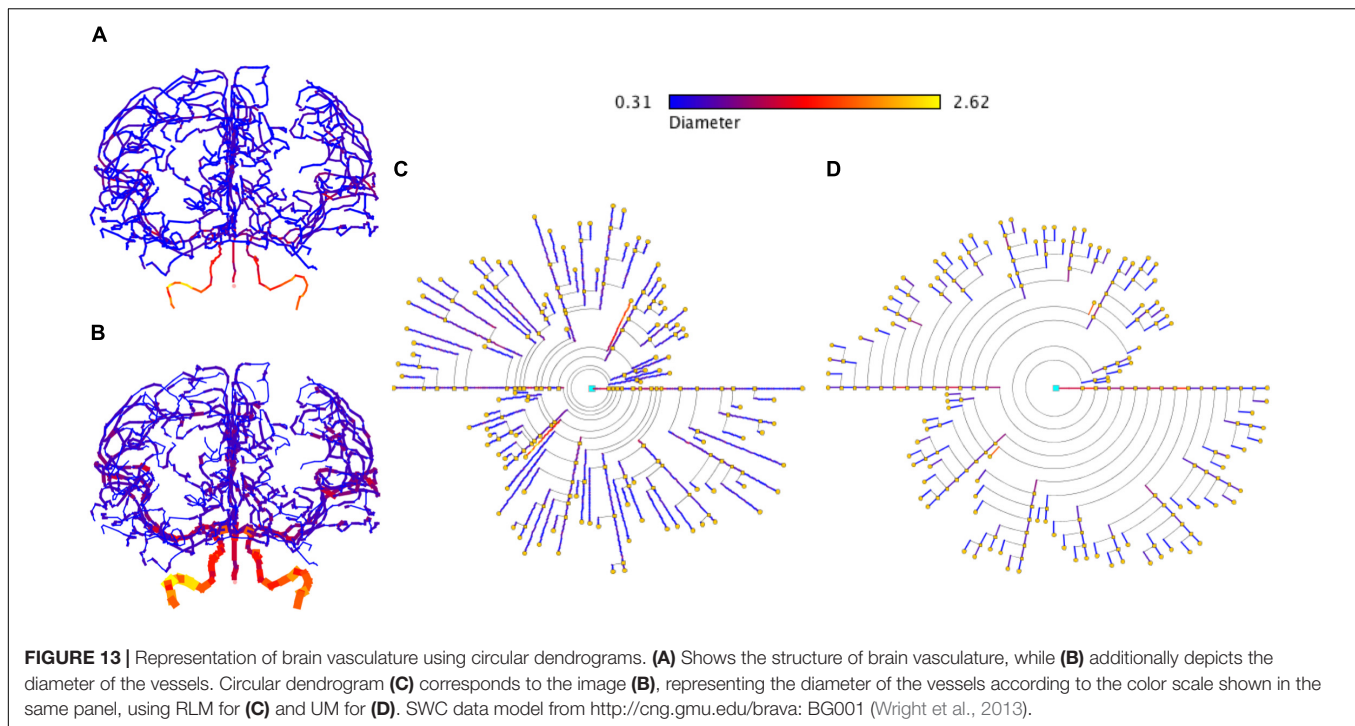 A
0.31
2.62
Diameter
C
D
B
FIGURE 13 | Representation of brain vasculature using circular dendrograms. (A) Shows the structure of brain vasculature, while (B) additionally depicts the
diameter of the vessels. Circular dendrogram (C) corresponds to the image (B), representing the diameter of the vessels according to the color scale shown in the
same panel, using RLM for (C) and UM for (D). SWC data model from http://cng.gmu.edu/brava: BG001 (Wright et al., 2013).